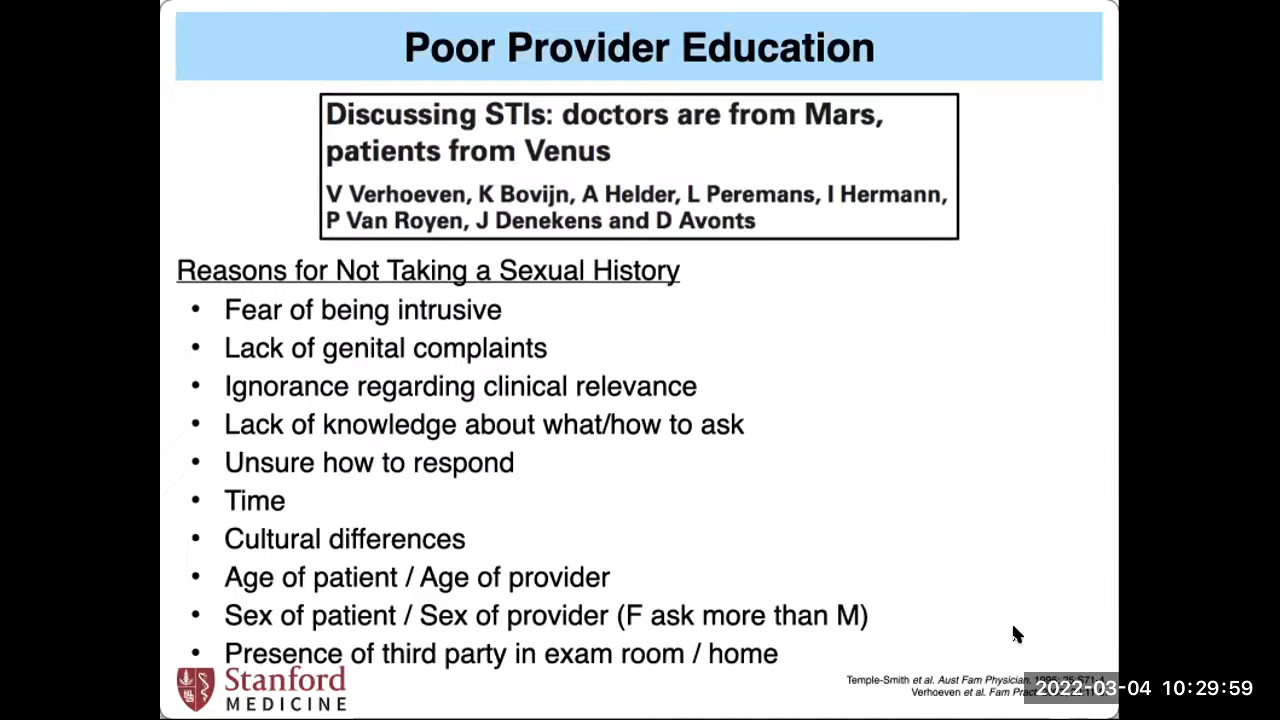 Poor Provider Education
Discussing STIs: doctors are from Mars,
patients from Venus
V Verhoeven, K Bovijn, A Helder, L Peremans, I Hermann,
P Van Royen, J Denekens and D Avonts
Reasons for Not Taking a Sexual History
• Fear of being intrusive
• Lack of genital complaints
• Ignorance regarding clinical relevance
• Lack of knowledge about what/how to ask
• Unsure how to respond
• Time
• Cultural differences
• Age of patient / Age of provider
• Sex of patient / Sex of provider (F ask more than M)
• Presence of third party in exam room / home
Stanford
MEDICINE
Temple-Smith et al. Aust Fam Physician.
Verhoeven et al. Fam
2022-03-04 10:29:59